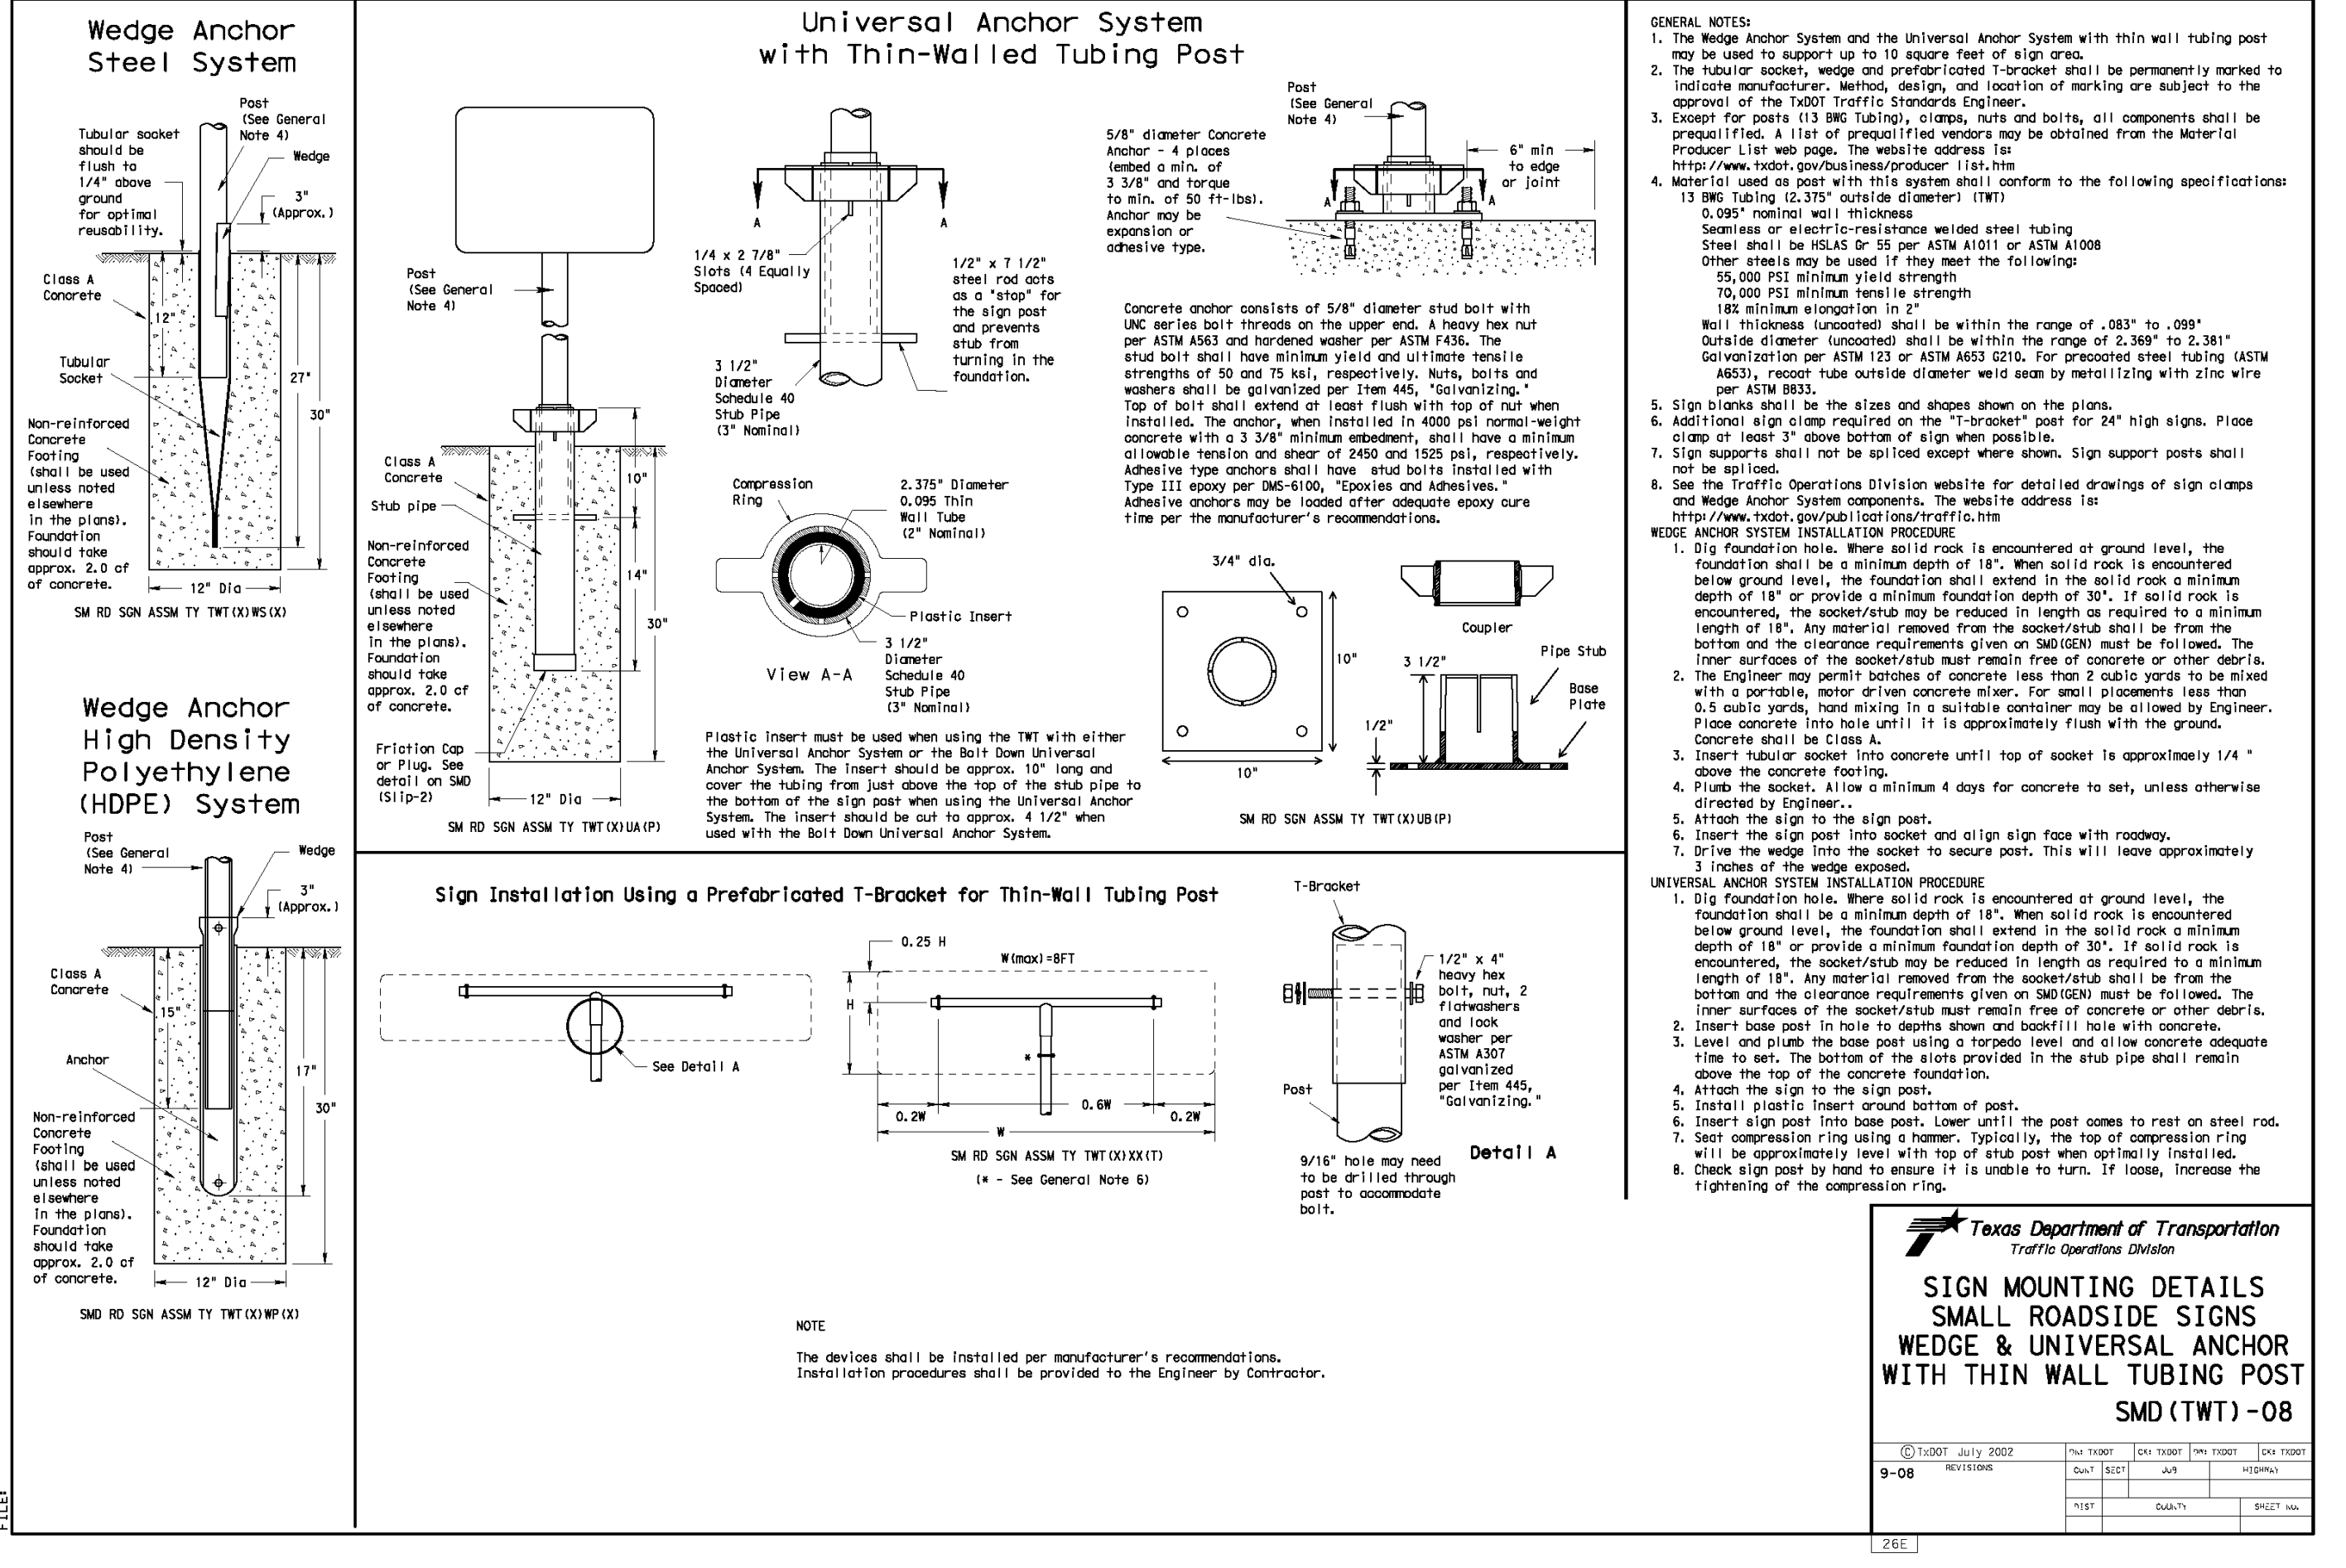 Wedge Anchor
Steel System
Post
(See General
Note 4)
Tubular socket
should be
flush to
1/4" above
ground
for optimal
reusability.
Wedge
3"
(Approx.)
Class A
Concrete
12"
Tubular
Socket
27"
30"
Non-reinforced
Concrete
Footing
(shall be used
unless noted
elsewhere
in the plans).
Foundation
should take
approx. 2.0 cf
of concrete.
12" Dia
SM RD SGN ASSM TY TWT(X)WS(X)
Wedge Anchor
High Density
Polyethylene
(HDPE) System
Post
(See General
Note 4)
Wedge
3"
(Approx.)
Class A
Concrete
15"
Anchor
17"
30"
Non-reinforced
Concrete
Footing
(shall be used
unless noted
elsewhere
in the plans).
Foundation
should take
approx. 2.0 cf
of concrete.
12" Dia
SMD RD SGN ASSM TY TWT(X)WP(X)
Universal Anchor System
with Thin-Walled Tubing Post
Post
(See General
Note 4)
Class A
Concrete
Stub pipe
10"
Non-reinforced
Concrete
Footing
(shall be used
unless noted
elsewhere
in the plans).
Foundation
should take
approx. 2.0 cf
of concrete.
14"
30"
Friction Cap
or Plug. See
detail on SMD
(Slip-2)
12" Dia
SM RD SGN ASSM TY TWT(X)UA(P)
A
A
1/4 x 2 7/8"
Slots (4 Equally
Spaced)
1/2" x 7 1/2"
steel rod acts
as a "stop" for
the sign post
and prevents
stub from
turning in the
foundation.
3 1/2"
Diameter
Schedule 40
Stub Pipe
(3" Nominal)
Compression
Ring
2.375" Diameter
0.095 Thin
Wall Tube
(2" Nominal)
Plastic Insert
3 1/2"
Diameter
Schedule 40
Stub Pipe
(3" Nominal)
View A-A
Plastic insert must be used when using the TWT with either
the Universal Anchor System or the Bolt Down Universal
Anchor System. The insert should be approx. 10" long and
cover the tubing from just above the top of the stub pipe to
the bottom of the sign post when using the Universal Anchor
System. The insert should be cut to approx. 4 1/2" when
used with the Bolt Down Universal Anchor System.
Post
(See General
Note 4)
5/8" diameter Concrete
Anchor - 4 places
(embed a min. of
3 3/8" and torque
to min. of 50 ft-lbs).
Anchor may be
expansion or
adhesive type.
6" min
to edge
or joint
A
A
Concrete anchor consists of 5/8" diameter stud bolt with
UNC series bolt threads on the upper end. A heavy hex nut
per ASTM A563 and hardened washer per ASTM F436. The
stud bolt shall have minimum yield and ultimate tensile
strengths of 50 and 75 ksi, respectively. Nuts, bolts and
washers shall be galvanized per Item 445, "Galvanizing."
Top of bolt shall extend at least flush with top of nut when
installed. The anchor, when installed in 4000 psi normal-weight
concrete with a 3 3/8" minimum embedment, shall have a minimum
allowable tension and shear of 2450 and 1525 psi, respectively.
Adhesive type anchors shall have stud bolts installed with
Type III epoxy per DMS-6100, "Epoxies and Adhesives."
Adhesive anchors may be loaded after adequate epoxy cure
time per the manufacturer's recommendations.
3/4" dia.
10"
10"
Coupler
3 1/2"
Pipe Stub
Base
Plate
1/2"
SM RD SGN ASSM TY TWT(X)UB(P)
Sign Installation Using a Prefabricated T-Bracket for Thin-Wall Tubing Post
See Detail A
0.25 H
W(max)=8FT
H
*
0.2W
0.6W
0.2W
W
SM RD SGN ASSM TY TWT(X)XX(T)
(* - See General Note 6)
T-Bracket
1/2" x 4"
heavy hex
bolt, nut, 2
flatwashers
and lock
washer per
ASTM A307
galvanized
per Item 445,
"Galvanizing."
Post
Detail A
9/16" hole may need
to be drilled through
post to accommodate
bolt.
NOTE
The devices shall be installed per manufacturer's recommendations.
Installation procedures shall be provided to the Engineer by Contractor.
GENERAL NOTES:
1. The Wedge Anchor System and the Universal Anchor System with thin wall tubing post
may be used to support up to 10 square feet of sign area.
2. The tubular socket, wedge and prefabricated T-bracket shall be permanently marked to
indicate manufacturer. Method, design, and location of marking are subject to the
approval of the TxDOT Traffic Standards Engineer.
3. Except for posts (13 BWG Tubing), clamps, nuts and bolts, all components shall be
prequalified. A list of prequalified vendors may be obtained from the Material
Producer List web page. The website address is:
http://www.txdot.gov/business/producer list.htm
4. Material used as post with this system shall conform to the following specifications:
13 BWG Tubing (2.375" outside diameter) (TWT)
0.095" nominal wall thickness
Seamless or electric-resistance welded steel tubing
Steel shall be HSLAS Gr 55 per ASTM A1011 or ASTM A1008
Other steels may be used if they meet the following:
55,000 PSI minimum yield strength
70,000 PSI minimum tensile strength
18% minimum elongation in 2"
Wall thickness (uncoated) shall be within the range of .083" to .099"
Outside diameter (uncoated) shall be within the range of 2.369" to 2.381"
Galvanization per ASTM 123 or ASTM A653 G210. For precoated steel tubing (ASTM
A653), recoat tube outside diameter weld seam by metallizing with zinc wire
per ASTM B833.
5. Sign blanks shall be the sizes and shapes shown on the plans.
6. Additional sign clamp required on the "T-bracket" post for 24" high signs. Place
clamp at least 3" above bottom of sign when possible.
7. Sign supports shall not be spliced except where shown. Sign support posts shall
not be spliced.
8. See the Traffic Operations Division website for detailed drawings of sign clamps
and Wedge Anchor System components. The website address is:
http://www.txdot.gov/publications/traffic.htm
WEDGE ANCHOR SYSTEM INSTALLATION PROCEDURE
1. Dig foundation hole. Where solid rock is encountered at ground level, the
foundation shall be a minimum depth of 18". When solid rock is encountered
below ground level, the foundation shall extend in the solid rock a minimum
depth of 18" or provide a minimum foundation depth of 30". If solid rock is
encountered, the socket/stub may be reduced in length as required to a minimum
length of 18". Any material removed from the socket/stub shall be from the
bottom and the clearance requirements given on SMD(GEN) must be followed. The
inner surfaces of the socket/stub must remain free of concrete or other debris.
2. The Engineer may permit batches of concrete less than 2 cubic yards to be mixed
with a portable, motor driven concrete mixer. For small placements less than
0.5 cubic yards, hand mixing in a suitable container may be allowed by Engineer.
Place concrete into hole until it is approximately flush with the ground.
Concrete shall be Class A.
3. Insert tubular socket into concrete until top of socket is approximaely 1/4 "
above the concrete footing.
4. Plumb the socket. Allow a minimum 4 days for concrete to set, unless otherwise
directed by Engineer..
5. Attach the sign to the sign post.
6. Insert the sign post into socket and align sign face with roadway.
7. Drive the wedge into the socket to secure post. This will leave approximately
3 inches of the wedge exposed.
UNIVERSAL ANCHOR SYSTEM INSTALLATION PROCEDURE
1. Dig foundation hole. Where solid rock is encountered at ground level, the
foundation shall be a minimum depth of 18". When solid rock is encountered
below ground level, the foundation shall extend in the solid rock a minimum
depth of 18" or provide a minimum foundation depth of 30". If solid rock is
encountered, the socket/stub may be reduced in length as required to a minimum
length of 18". Any material removed from the socket/stub shall be from the
bottom and the clearance requirements given on SMD(GEN) must be followed. The
inner surfaces of the socket/stub must remain free of concrete or other debris.
2. Insert base post in hole to depths shown and backfill hole with concrete.
3. Level and plumb the base post using a torpedo level and allow concrete adequate
time to set. The bottom of the slots provided in the stub pipe shall remain
above the top of the concrete foundation.
4. Attach the sign to the sign post.
5. Install plastic insert around bottom of post.
6. Insert sign post into base post. Lower until the post comes to rest on steel rod.
7. Seat compression ring using a hammer. Typically, the top of compression ring
will be approximately level with top of stub post when optimally installed.
8. Check sign post by hand to ensure it is unable to turn. If loose, increase the
tightening of the compression ring.
Texas Department of Transportation
Traffic Operations Division
SIGN MOUNTING DETAILS
SMALL ROADSIDE SIGNS
WEDGE & UNIVERSAL ANCHOR
WITH THIN WALL TUBING POST
SMD(TWT)-08
© TxDOT July 2002
DN: TXDOT
CK: TXDOT
DW: TXDOT
CK: TXDOT
9-08
REVISIONS
CONT
SECT
JOB
HIGHWAY
DIST
COUNTY
SHEET NO.
26E
FILE: